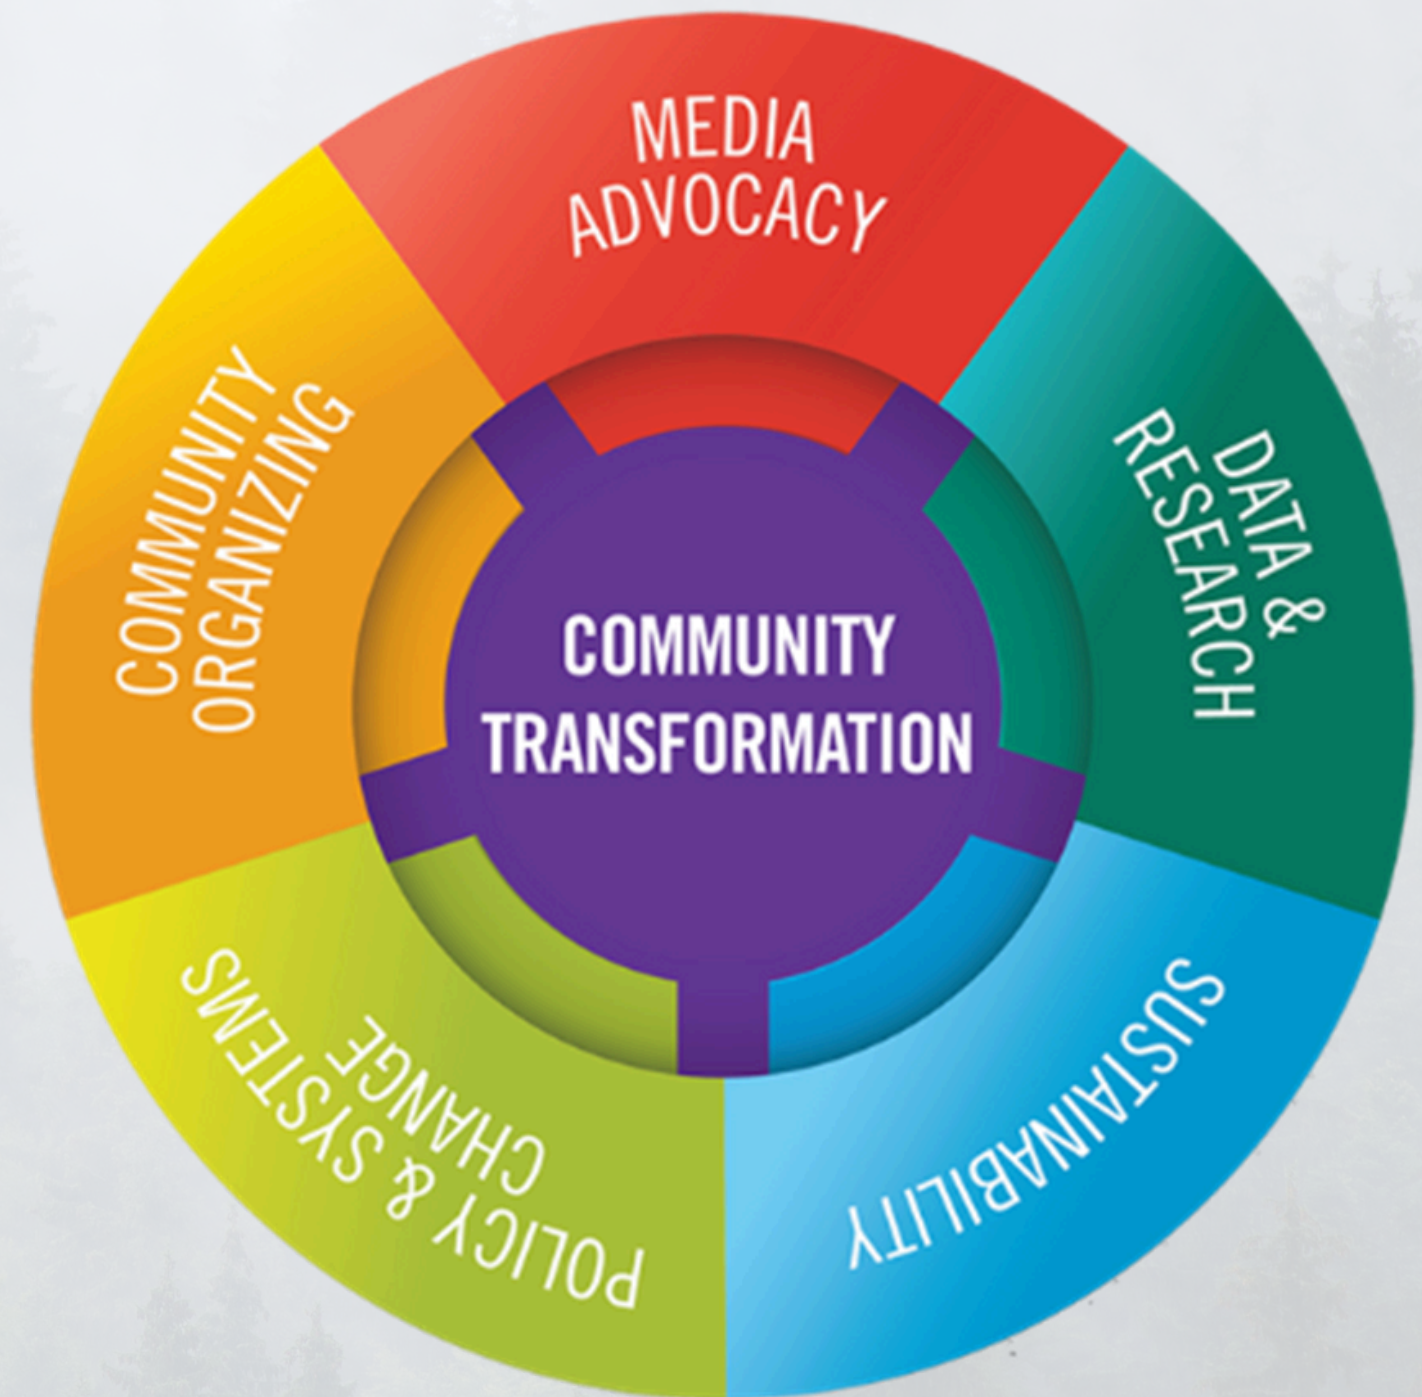 MEDIA
ADVOCACY
DATA &
RESEARCH
SUSTAINABILITY
POLICY & SYSTEMS
CHANGE
COMMUNITY
ORGANIZING
COMMUNITY
TRANSFORMATION